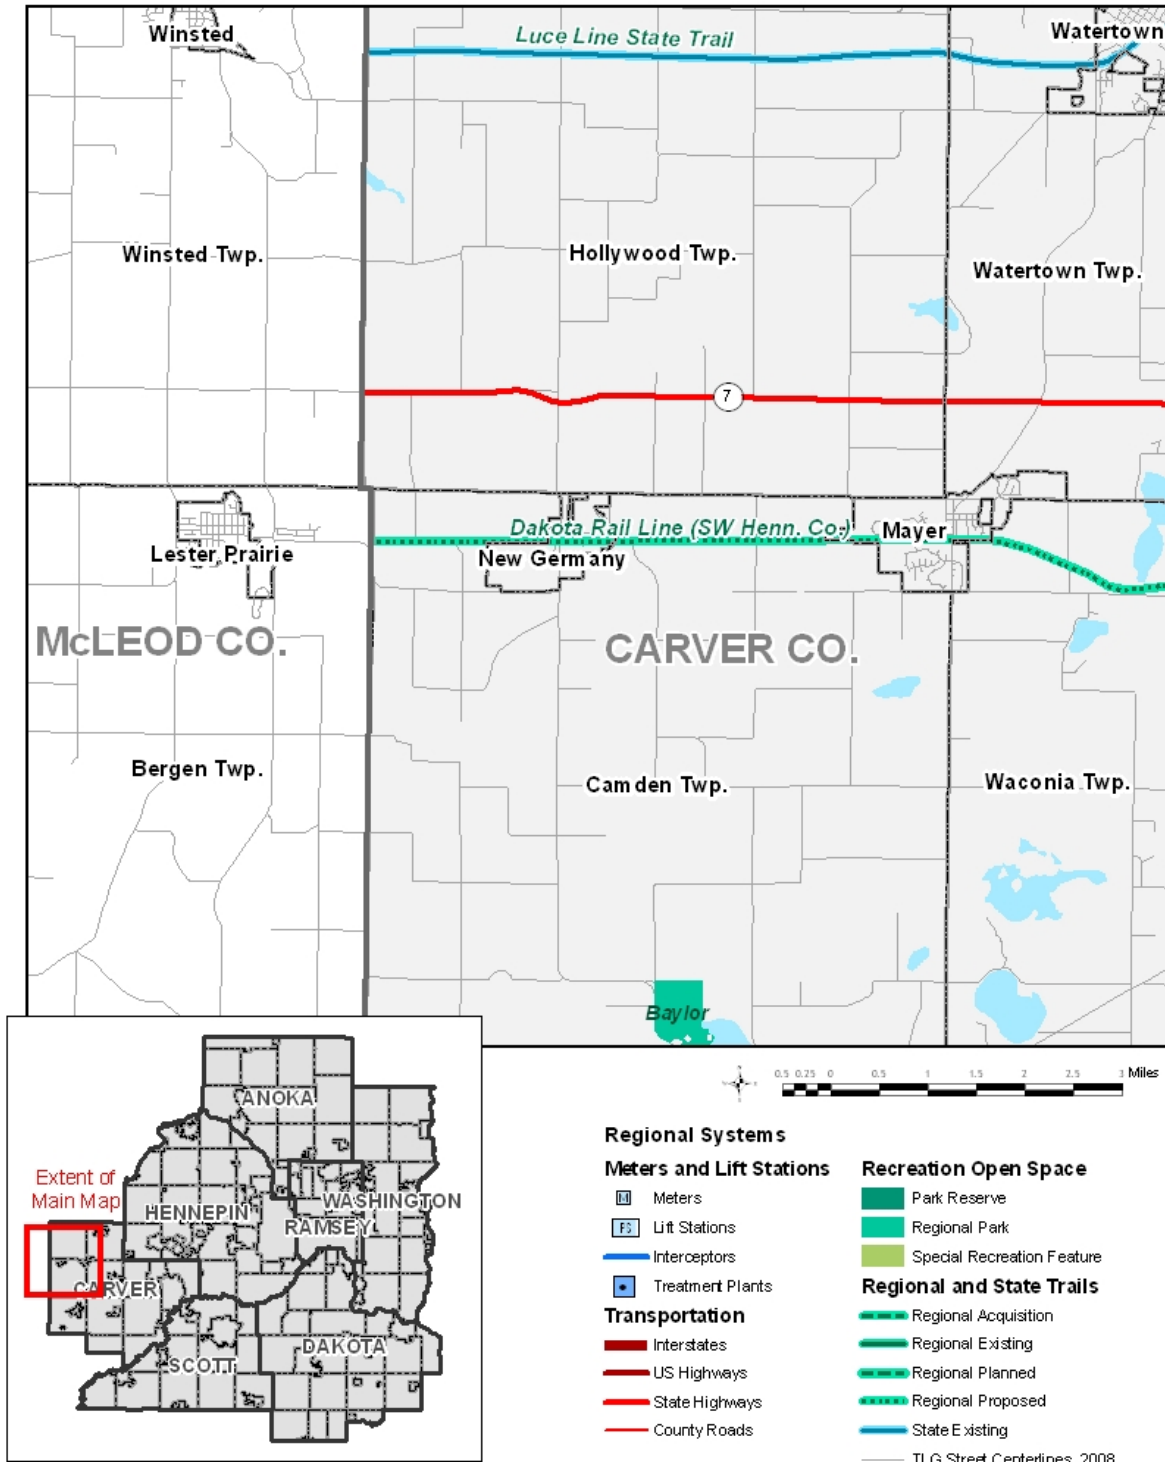 Winsted
Luce Line State Trail
Watertown
Winsted Twp.
Hollywood Twp.
Watertown Twp.
7
Dakota Rail Line (SW Henn. Co.)
Mayer
Lester Prairie
New Germany
McLEOD CO.
CARVER CO.
Bergen Twp.
Camden Twp.
Waconia Twp.
Baylor
0.5 0.25 0 0.5 1 1.5 2 2.5 3 Miles
ANOKA
Extent of
Main Map
HENNEPIN
WASHINGTON
RAMSEY
CARVER
SCOTT
DAKOTA
Regional Systems
Meters and Lift Stations
M Meters
Lift Stations
Interceptors
Treatment Plants
Transportation
Interstates
US Highways
State Highways
County Roads
Recreation Open Space
Park Reserve
Regional Park
Special Recreation Feature
Regional and State Trails
Regional Acquisition
Regional Existing
Regional Planned
Regional Proposed
State Existing
TLG Street Centerlines, 2008